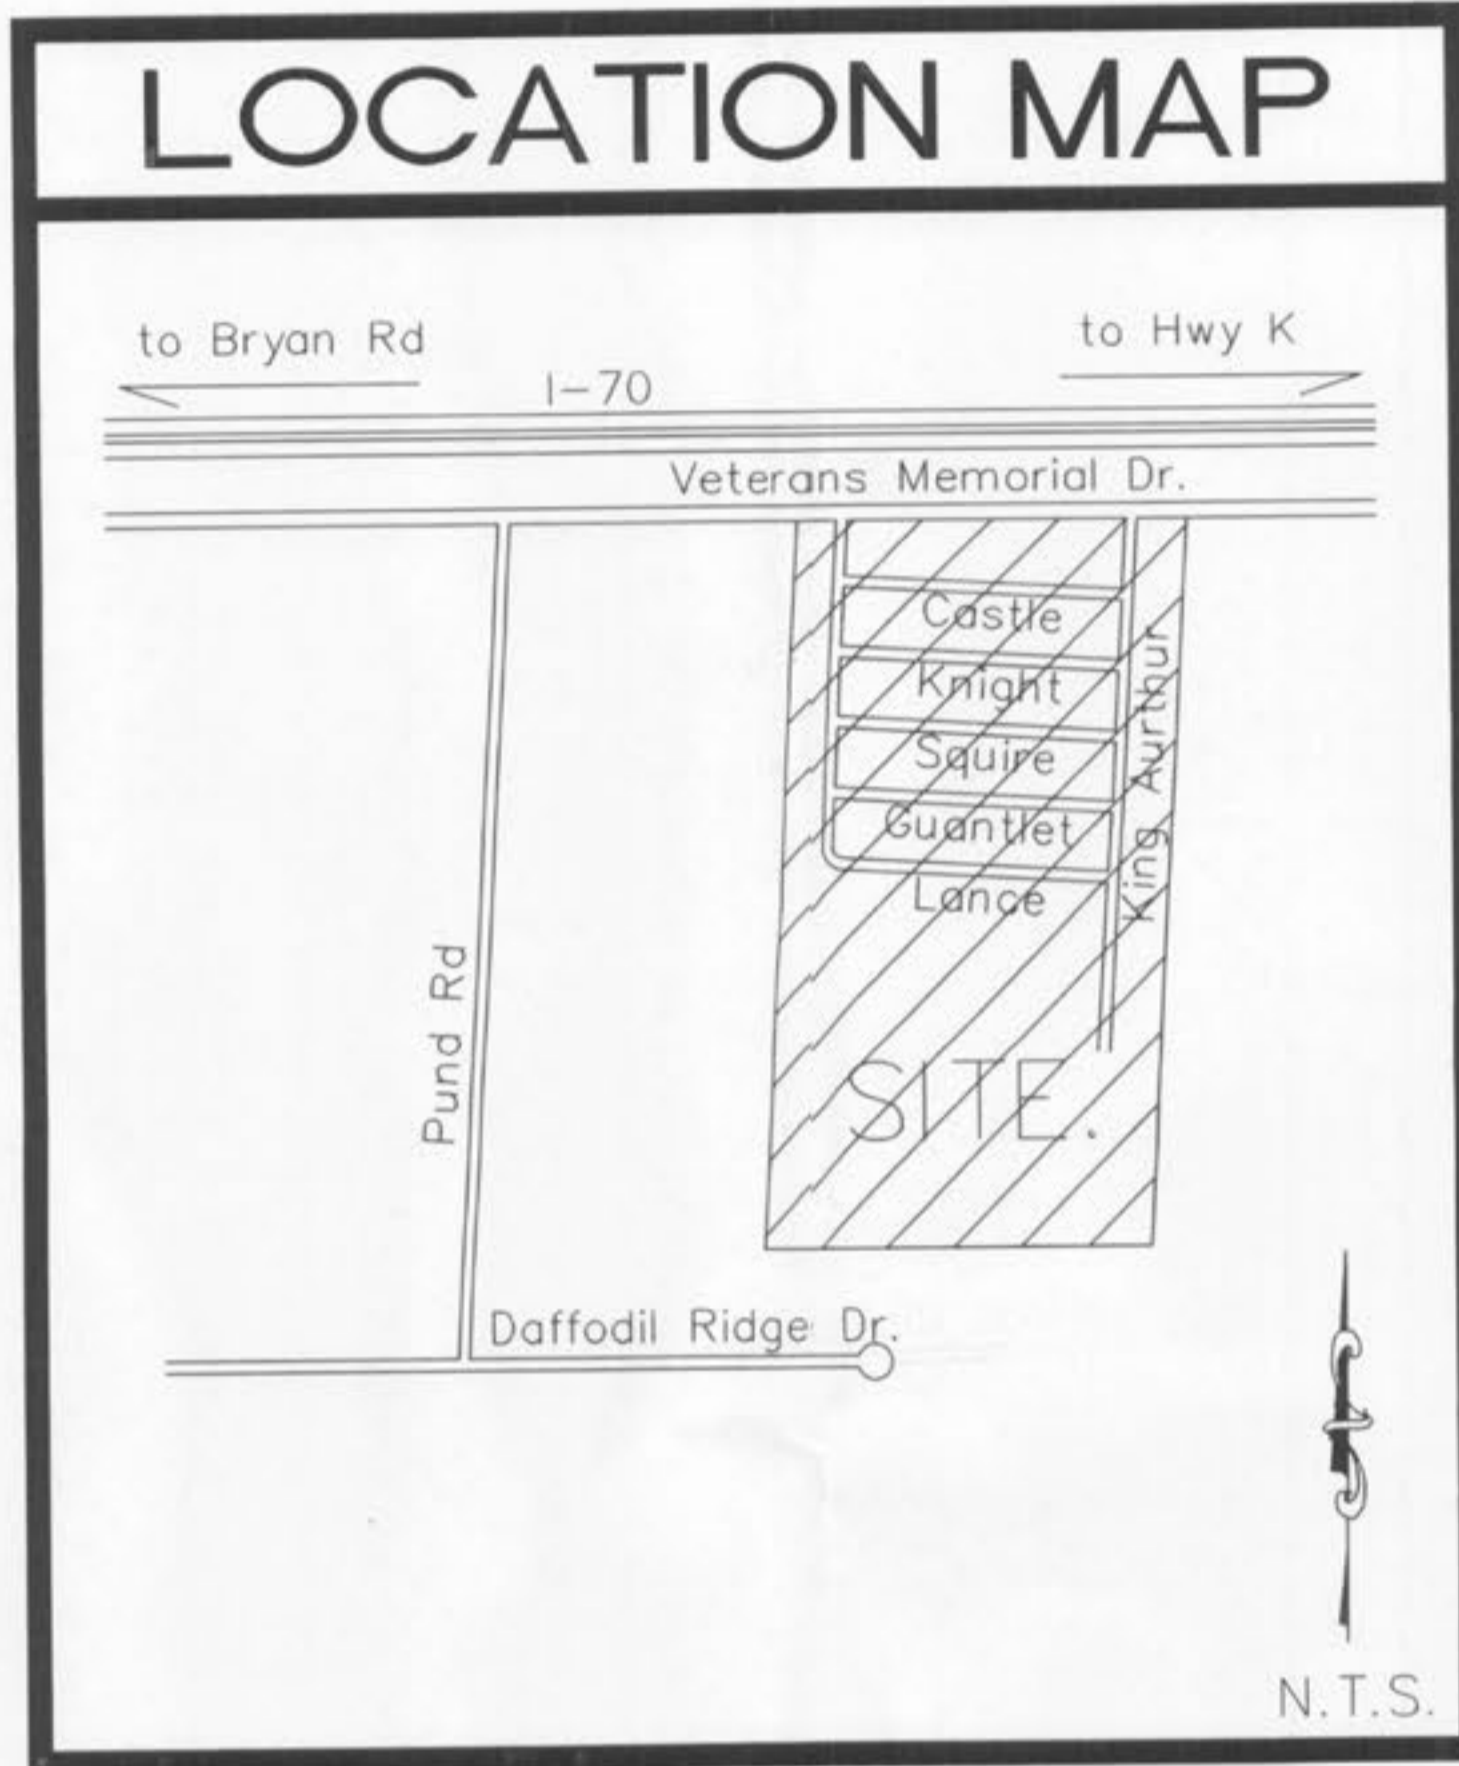 LOCATION MAP
to Bryan Rd
to Hwy K
I-70
Veterans Memorial Dr.
Castle
Knight
Squire
Guantlet
Lance
King Aurthur
Pund Rd
SITE.
Daffodil Ridge Dr.
N.T.S.